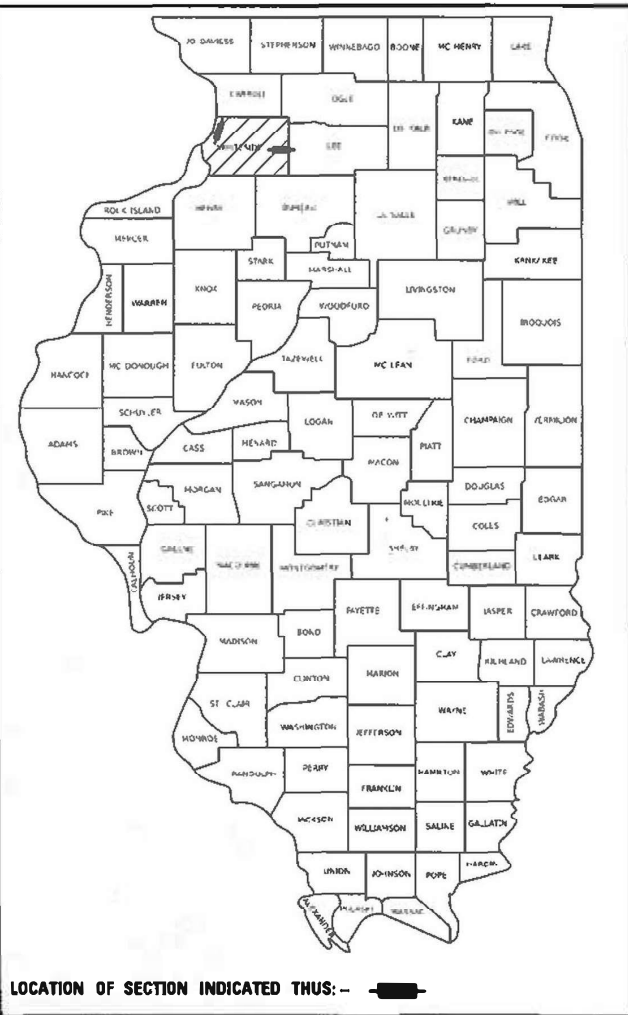 JO DAVIESS STEPHENSON WINNEBAGO BOONE MC HENRY LAKE
CARROLL OGLE
DE KALB KANE COOK
WHITESIDE LEE
ROCK ISLAND HENRY BUREAU LA SALLE WILL
MERCER GRUNDY
PUTNAM
STARK MARSHALL KANKAKEE
HENDERSON WARREN KNOX PEORIA WOODFORD LIVINGSTON
IROQUOIS
HANCOCK MC DONOUGH FULTON TAZEWELL MC LEAN FORD
MASON
SCHUYLER LOGAN DE WITT CHAMPAIGN VERMILION
ADAMS BROWN CASS MENARD PIATT
MACON
PIKE SCOTT MORGAN SANGAMON MOULTRIE DOUGLAS EDGAR
CHRISTIAN COLES
CALHOUN GREENE MACOUPIN MONTGOMERY SHELBY CUMBERLAND CLARK
JERSEY FAYETTE EFFINGHAM JASPER CRAWFORD
MADISON BOND
CLAY RICHLAND LAWRENCE
CLINTON MARION
ST. CLAIR WAYNE EDWARDS WABASH
MONROE WASHINGTON JEFFERSON
RANDOLPH PERRY HAMILTON WHITE
FRANKLIN
JACKSON WILLIAMSON SALINE GALLATIN
UNION JOHNSON POPE HARDIN
ALEXANDER PULASKI MASSAC
LOCATION OF SECTION INDICATED THUS:-